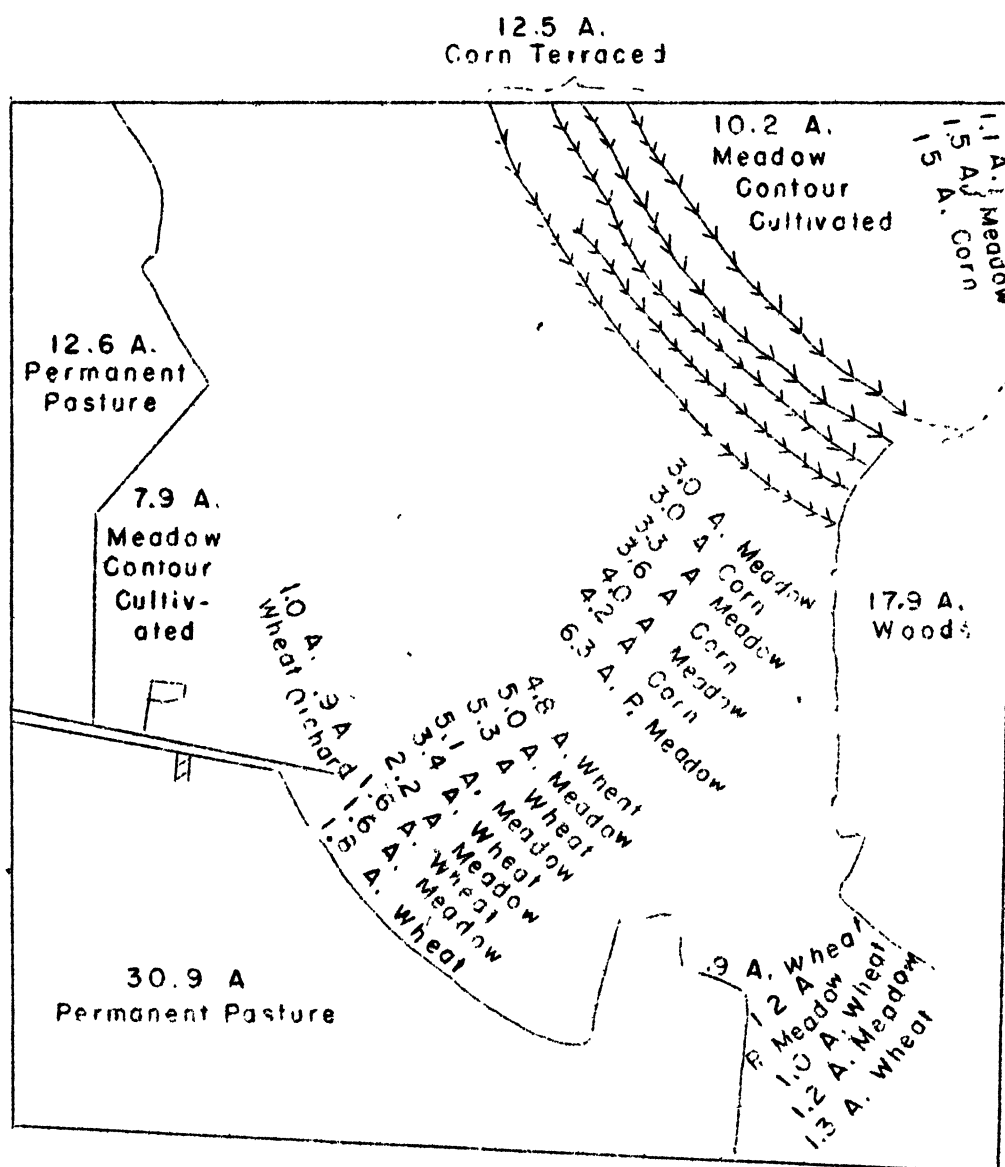 12.5 A.
Corn Terraced
10.2 A.
Meadow
Contour
Cultivated
1.1 A.
1.5 A. Meadow
1 5 A. Corn
12.6 A.
Permanent
Pasture
7.9 A.
Meadow
Contour
Cultiv-
ated
3.0 A. Meadow
3.0 A Corn
3.3 A Meadow
3.6 A Corn
4.0 A Meadow
4.2 A Corn
6.3 A. P. Meadow
17.9 A.
Woods
1.0 A.
Wheat
.9 A
Orchard
4.8 A. Wheat
5.0 A. Meadow
5.3 A Wheat
5.1 A. Meadow
3.4 A. Wheat
2.2 A Meadow
1.6 A. Wheat
1.6 A. Meadow
1.8 A. Wheat
30.9 A
Permanent Pasture
.9 A. Wheat
1 2 A
P. Meadow
1.0 A. Wheat
1.2 A. Meadow
1.3 A. Wheat